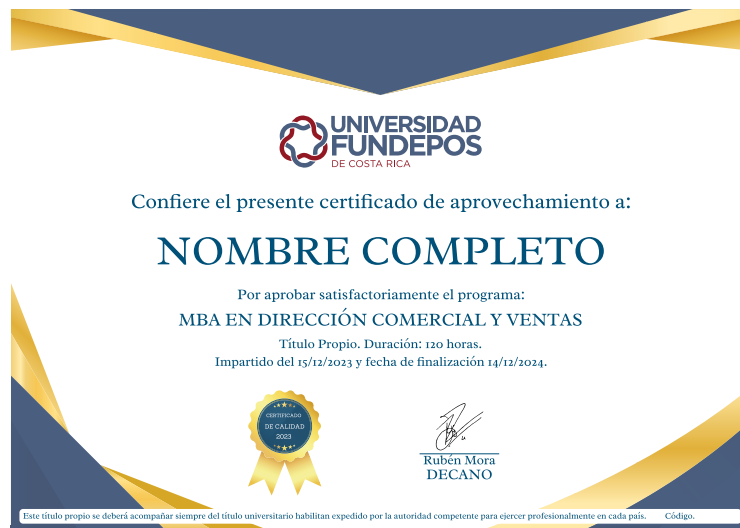 UNIVERSIDAD
FUNDEPOS
DE COSTA RICA
Confiere el presente certificado de aprovechamiento a:
NOMBRE COMPLETO
Por aprobar satisfactoriamente el programa:
MBA EN DIRECCIÓN COMERCIAL Y VENTAS
Título Propio. Duración: 120 horas.
Impartido del 15/12/2023 y fecha de finalización 14/12/2024.
CERTIFICADO
DE CALIDAD
2023
Rubén Mora
DECANO
Este título propio se deberá acompañar siempre del título universitario habilitan expedido por la autoridad competente para ejercer profesionalmente en cada país. Código.